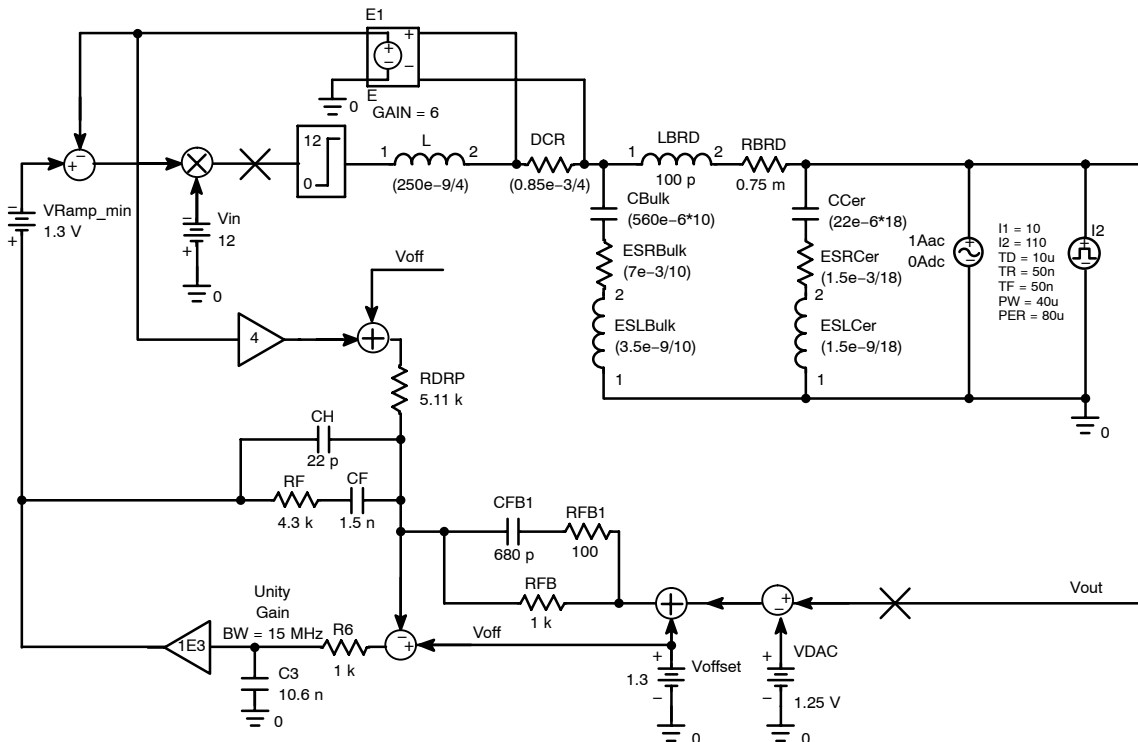 E1
+
+
−
−
E
0
GAIN = 6
−
+
12
0
1
L
2
(250e−9/4)
DCR
(0.85e−3/4)
1
LBRD
2
100 p
RBRD
0.75 m
−
VRamp_min
+
1.3 V
−
Vin
12
+
0
CBulk
(560e−6*10)
ESRBulk
(7e−3/10)
2
ESLBulk
(3.5e−9/10)
1
CCer
(22e−6*18)
ESRCer
(1.5e−3/18)
2
ESLCer
(1.5e−9/18)
1
1Aac
0Adc
+
−
I1 = 10
I2 = 110
TD = 10u
TR = 50n
TF = 50n
PW = 40u
PER = 80u
I2
+
−
0
Voff
4
+
RDRP
5.11 k
CH
22 p
RF
4.3 k
CF
1.5 n
CFB1
680 p
RFB1
100
RFB
1 k
+
−
+
Vout
Unity
Gain
BW = 15 MHz
1E3
R6
1 k
−
+
Voff
C3
10.6 n
0
+
Voffset
1.3
−
0
+
VDAC
−
1.25 V
0